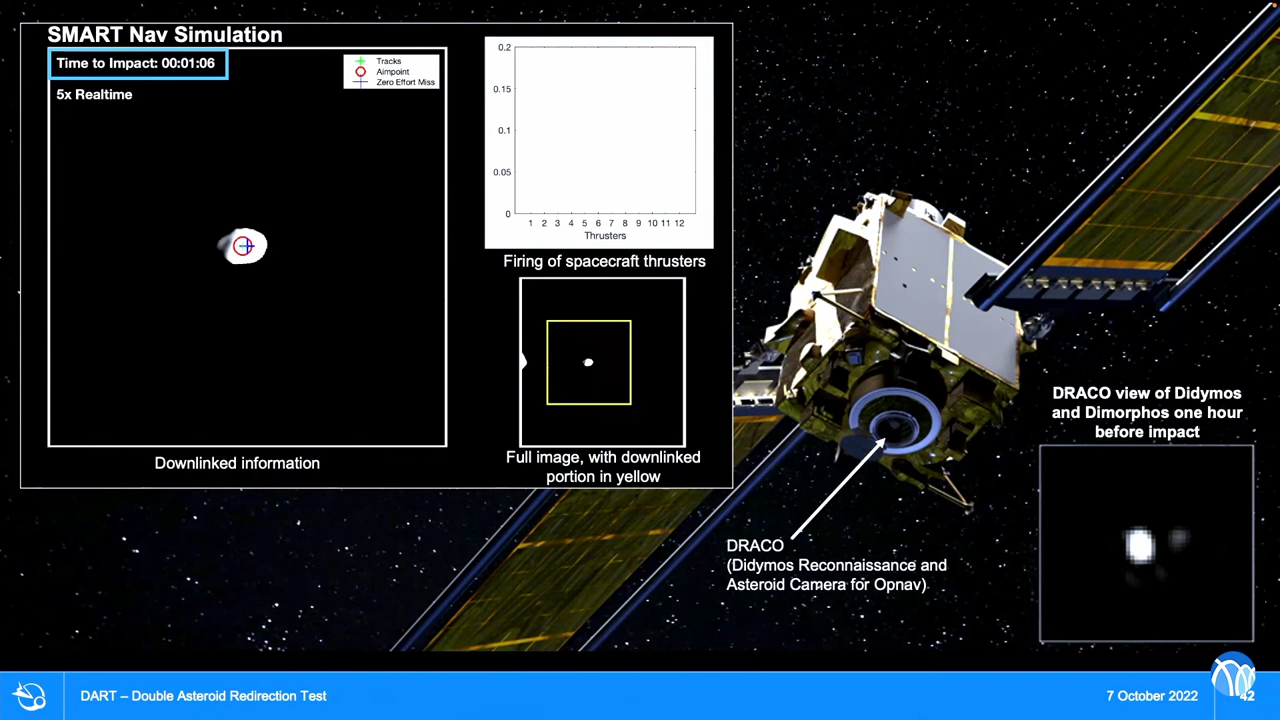 SMART Nav Simulation
Time to Impact: 00:01:06
5x Realtime
Tracks
Aimpoint
Zero Effort Miss
Downlinked information
0.2
0.15
0.1
0.05
0
1 2 3 4 5 6 7 8 9 10 11 12
Thrusters
Firing of spacecraft thrusters
Full image, with downlinked
portion in yellow
DRACO
(Didymos Reconnaissance and
Asteroid Camera for Opnav)
DRACO view of Didymos
and Dimorphos one hour
before impact
DART – Double Asteroid Redirection Test
7 October 2022
42